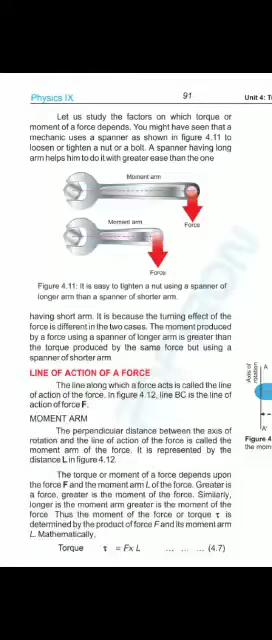 Physics IX
91
Unit 4: T
Let us study the factors on which torque or
moment of a force depends. You might have seen that a
mechanic uses a spanner as shown in figure 4.11 to
loosen or tighten a nut or a bolt. A spanner having long
arm helps him to do it with greater ease than the one
Moment arm
Force
Moment arm
Force
Figure 4.11: It is easy to tighten a nut using a spanner of
longer arm than a spanner of shorter arm.
having short arm. It is because the turning effect of the
force is different in the two cases. The moment produced
by a force using a spanner of longer arm is greater than
the torque produced by the same force but using a
spanner of shorter arm.
LINE OF ACTION OF A FORCE
The line along which a force acts is called the line
of action of the force. In figure 4.12, line BC is the line of
action of force F.
MOMENT ARM
The perpendicular distance between the axis of
rotation and the line of action of the force is called the
moment arm of the force. It is represented by the
distance L in figure 4.12.
The torque or moment of a force depends upon
the force F and the moment arm L of the force. Greater is
a force, greater is the moment of the force. Similarly,
longer is the moment arm greater is the moment of the
force. Thus the moment of the force or torque τ is
determined by the product of force F and its moment arm
L. Mathematically,
Torque τ = F x L ... ... ... (4.7)
Axis of
rotation
A
A'
Figure 4
the mom